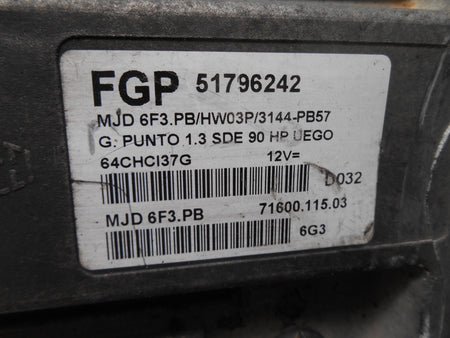 FGP 51796242
MJD 6F3.PB/HW03P/3144-PB57
G. PUNTO 1.3 SDE 90 HP UEGO
64CHCI37G 12V=
D032
MJD 6F3.PB 71600.115.03
6G3